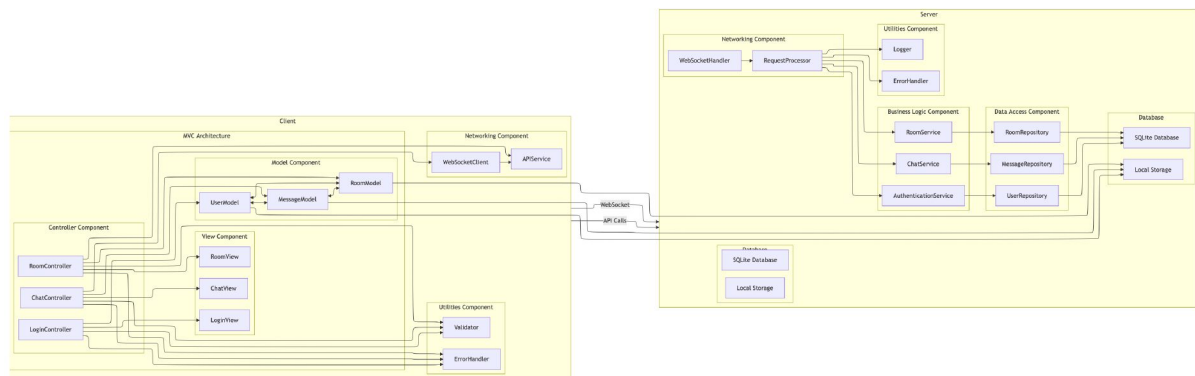 Server
Networking Component
WebSocketHandler
RequestProcessor
Utilities Component
Logger
ErrorHandler
Business Logic Component
RoomService
ChatService
AuthenticationService
Data Access Component
RoomRepository
MessageRepository
UserRepository
Database
SQLite Database
Local Storage
Database
SQLite Database
Local Storage
WebSocket
API Calls
Client
MVC Architecture
Networking Component
WebSocketClient
APIService
Model Component
RoomModel
MessageModel
UserModel
Controller Component
RoomController
ChatController
LoginController
View Component
RoomView
ChatView
LoginView
Utilities Component
Validator
ErrorHandler